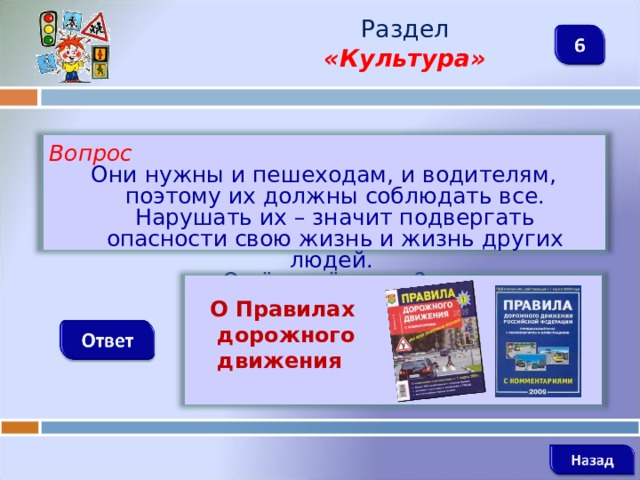 Раздел
«Культура»
6
Вопрос
Они нужны и пешеходам, и водителям,
поэтому их должны соблюдать все.
Нарушать их – значит подвергать
опасности свою жизнь и жизнь других
людей.
О Правилах
дорожного
движения
ПРАВИЛА
ДОРОЖНОГО
ДВИЖЕНИЯ
ПРАВИЛА
ДОРОЖНОГО ДВИЖЕНИЯ
РОССИЙСКОЙ ФЕДЕРАЦИИ
С КОММЕНТАРИЯМИ
2009
Ответ
Назад